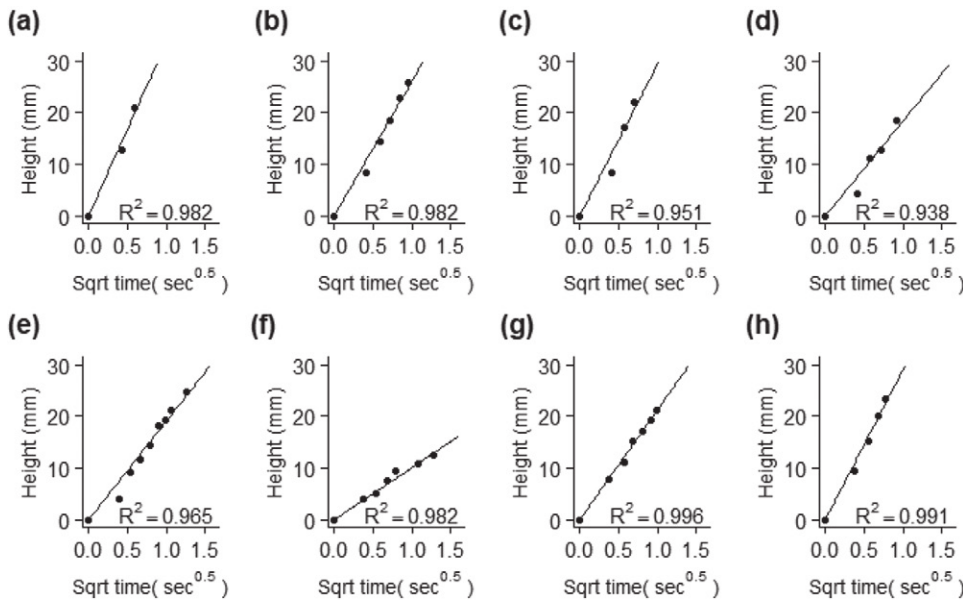 (a) (b) (c) (d)
30 30 30 30
20 20 20 20
10 10 10 10
0 0 0 0
Height (mm) Height (mm) Height (mm) Height (mm)
R² = 0.982 R² = 0.982 R² = 0.951 R² = 0.938
0.0 0.5 1.0 1.5 0.0 0.5 1.0 1.5 0.0 0.5 1.0 1.5 0.0 0.5 1.0 1.5
Sqrt time( sec^0.5) Sqrt time( sec^0.5) Sqrt time( sec^0.5) Sqrt time( sec^0.5)
(e) (f) (g) (h)
30 30 30 30
20 20 20 20
10 10 10 10
0 0 0 0
Height (mm) Height (mm) Height (mm) Height (mm)
R² = 0.965 R² = 0.982 R² = 0.996 R² = 0.991
0.0 0.5 1.0 1.5 0.0 0.5 1.0 1.5 0.0 0.5 1.0 1.5 0.0 0.5 1.0 1.5
Sqrt time( sec^0.5) Sqrt time( sec^0.5) Sqrt time( sec^0.5) Sqrt time( sec^0.5)